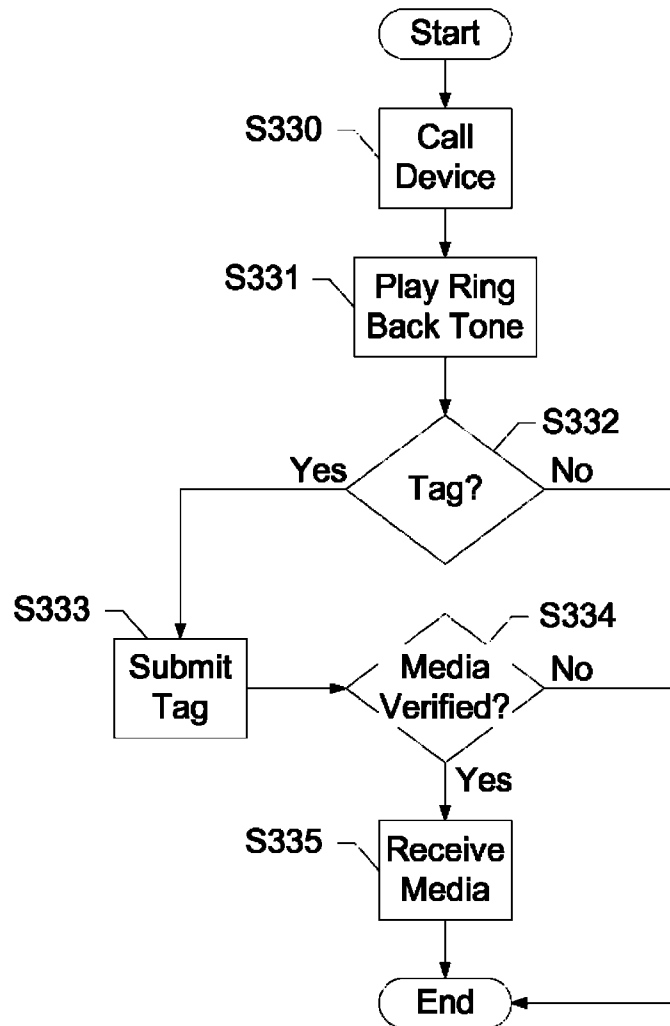 Start
S330
Call
Device
S331
Play Ring
Back Tone
S332
Yes
Tag?
No
S333
Submit
Tag
S334
Media
Verified?
No
Yes
S335
Receive
Media
End